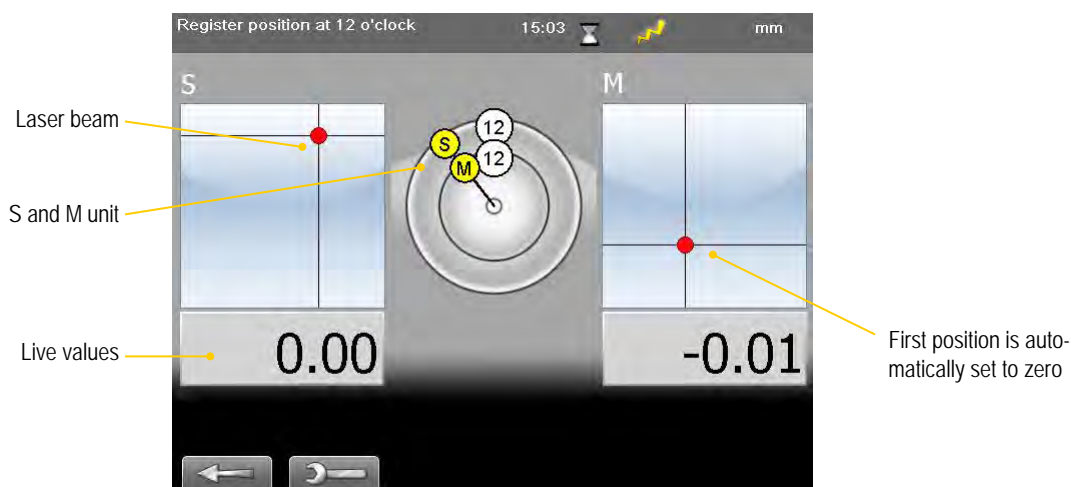 Register position at 12 o'clock 15:03 mm
S M
Laser beam
12
S
12
M
S and M unit
Live values
0.00 -0.01
First position is auto-
matically set to zero